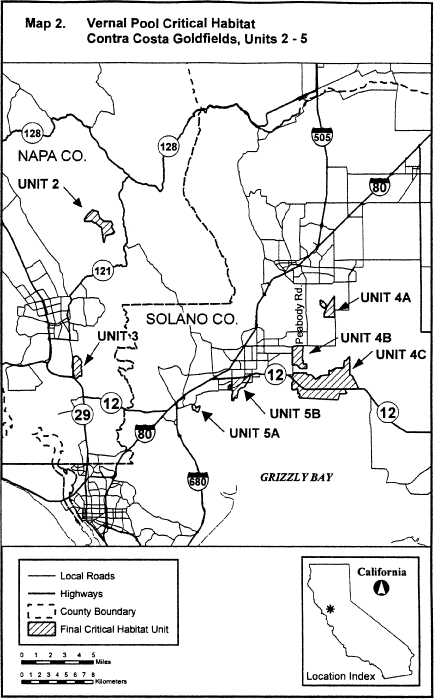 Map 2. Vernal Pool Critical Habitat
Contra Costa Goldfields, Units 2 - 5
128
128
505
NAPA CO.
80
UNIT 2
121
Peabody Rd.
UNIT 4A
SOLANO CO.
UNIT 3
UNIT 4B
UNIT 4C
12
12
29
12
UNIT 5B
UNIT 5A
80
680
GRIZZLY BAY
Local Roads
Highways
County Boundary
Final Critical Habitat Unit
0 1 2 3 4 5
Miles
0 1 2 3 4 5 6 7 8
Kilometers
California
Location Index